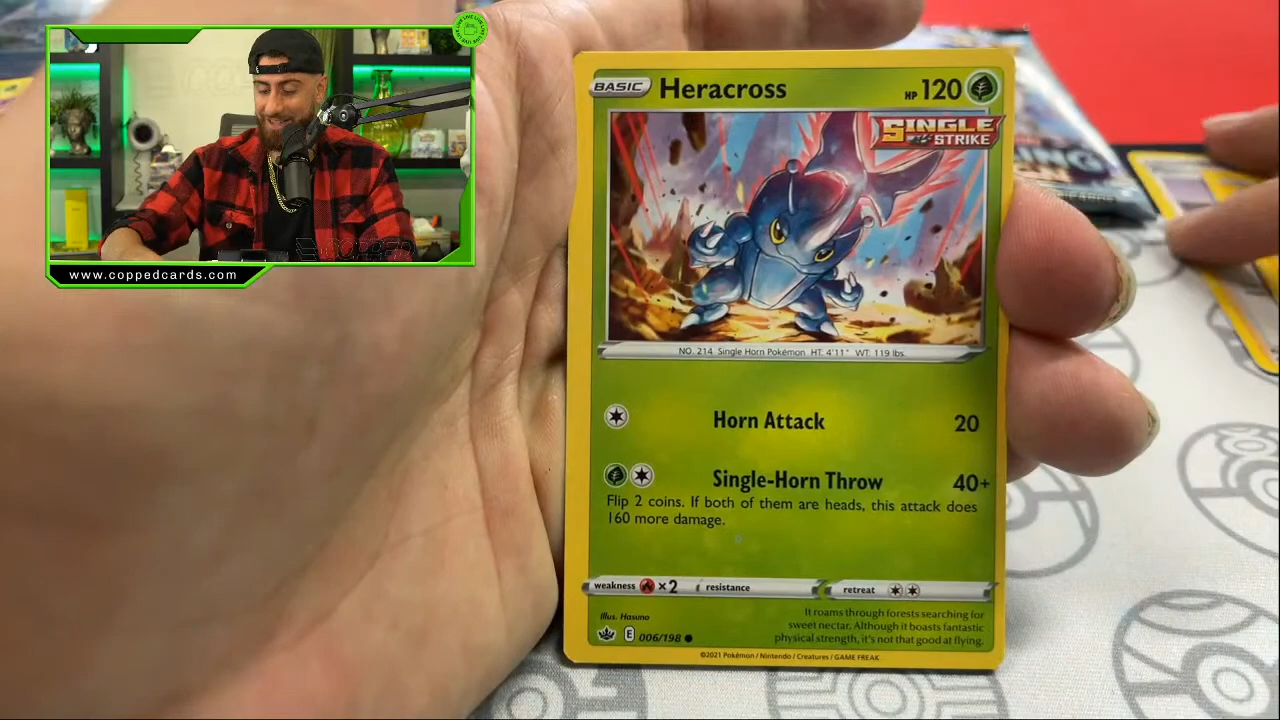 www.coppedcards.com
BASIC Heracross HP 120
SINGLE
STRIKE
NO. 214 Single Horn Pokémon HT: 4'11" WT: 119 lbs.
Horn Attack 20
Single-Horn Throw 40+
Flip 2 coins. If both of them are heads, this attack does
160 more damage.
weakness ×2 resistance retreat
Illus. Hasuno
E 006/198
It roams through forests searching for
sweet nectar. Although it boasts fantastic
physical strength, it's not that good at flying.
©2021 Pokémon / Nintendo / Creatures / GAME FREAK